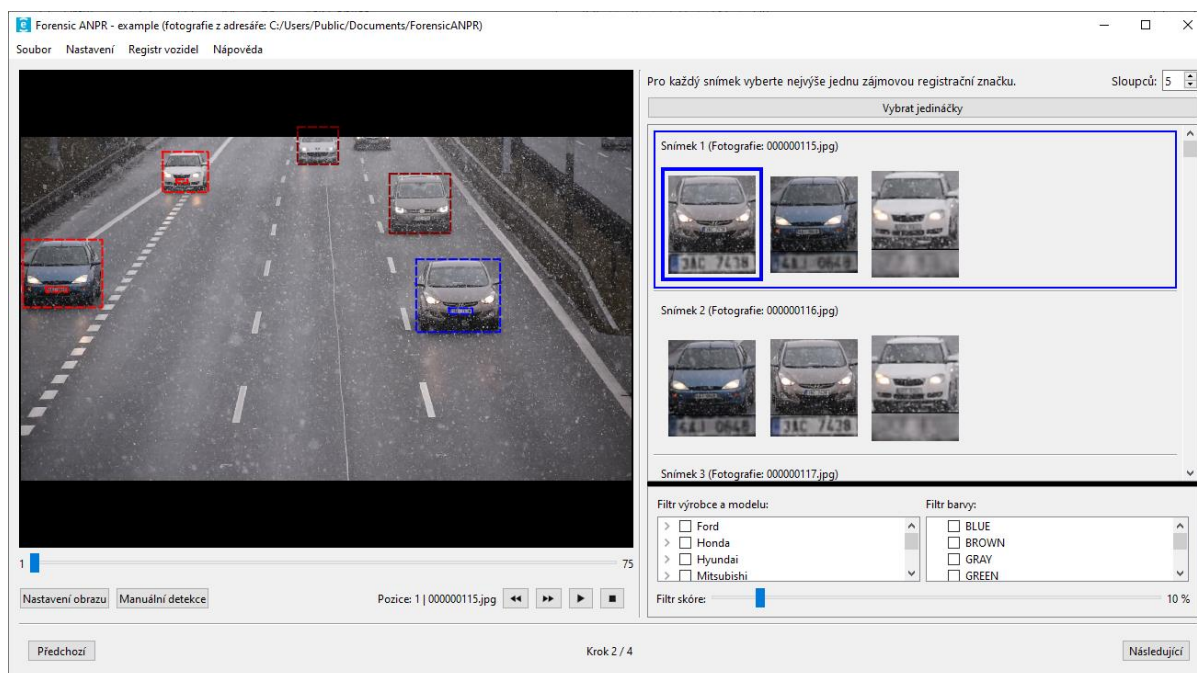 Forensic ANPR - example (fotografie z adresáře: C:/Users/Public/Documents/ForensicANPR)
Soubor Nastavení Registr vozidel Nápověda
Pro každý snímek vyberte nejvýše jednu zájmovou registrační značku. Sloupců: 5
Vybrat jedináčky
Snímek 1 (Fotografie: 000000115.jpg)
3AC 7438
4AJ 0648
Snímek 2 (Fotografie: 000000116.jpg)
4AJ 0648
3AC 7438
Snímek 3 (Fotografie: 000000117.jpg)
Filtr výrobce a modelu: Filtr barvy:
Ford BLUE
Honda BROWN
Hyundai GRAY
Mitsubishi GREEN
1 75
Nastavení obrazu Manuální detekce Pozice: 1 | 000000115.jpg
Filtr skóre: 10 %
Předchozí Krok 2 / 4 Následující